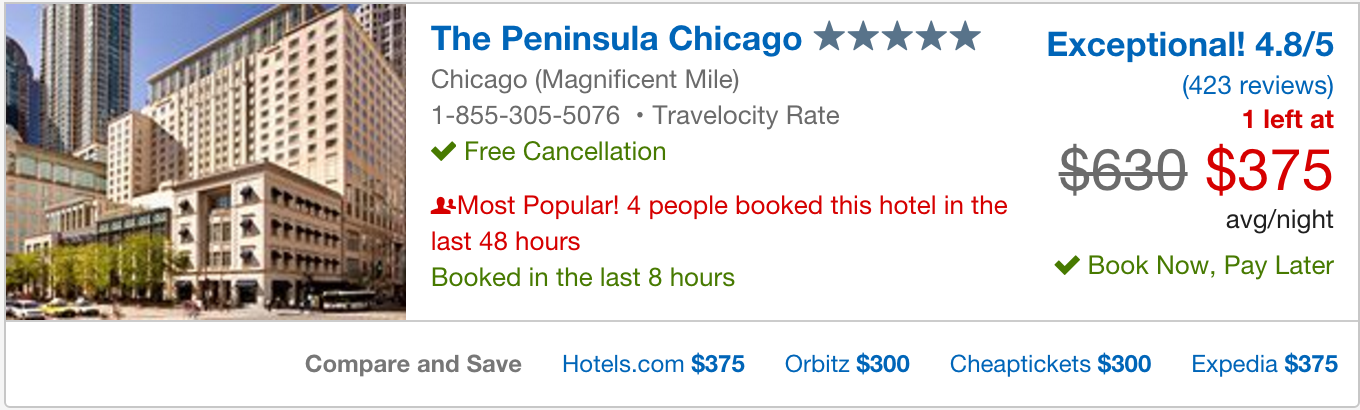 The Peninsula Chicago
Chicago (Magnificent Mile)
1-855-305-5076 • Travelocity Rate
Free Cancellation
Most Popular! 4 people booked this hotel in the
last 48 hours
Booked in the last 8 hours
Exceptional! 4.8/5
(423 reviews)
1 left at
$630 $375
avg/night
Book Now, Pay Later
Compare and Save Hotels.com $375 Orbitz $300 Cheaptickets $300 Expedia $375